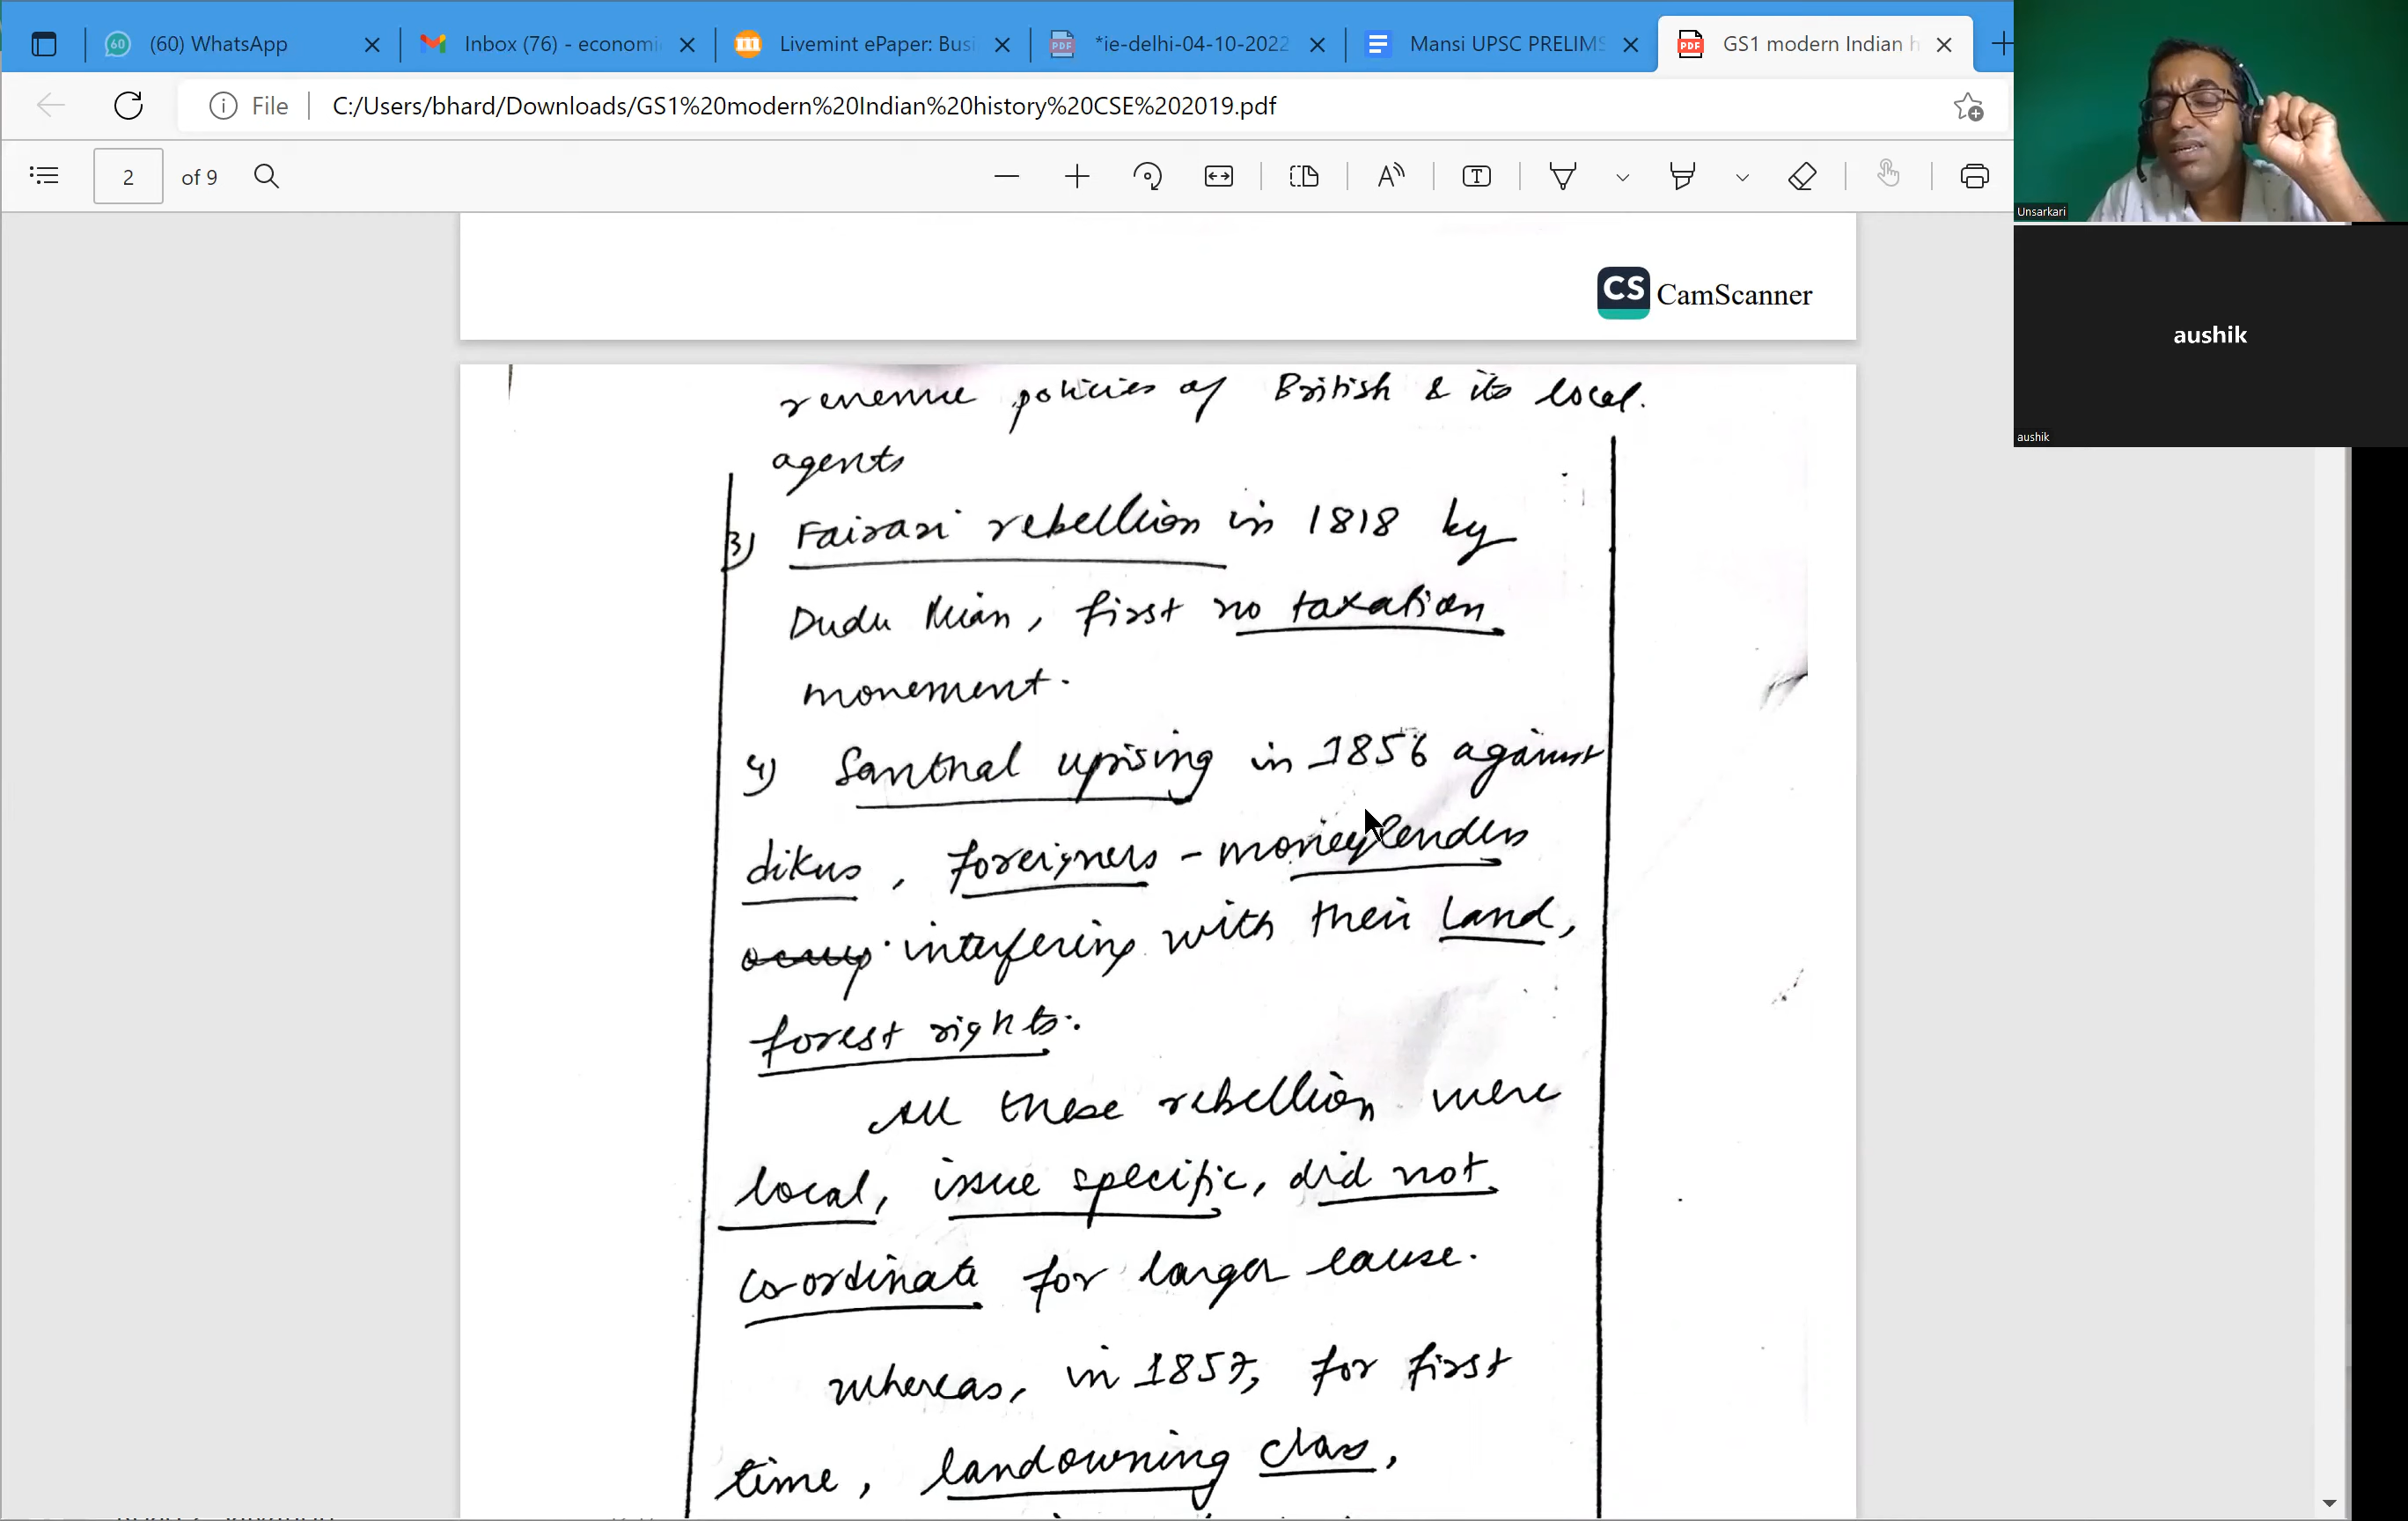 (60) WhatsApp
Inbox (76) - economi
Livemint ePaper: Busi
*ie-delhi-04-10-2022
Mansi UPSC PRELIMS
GS1 modern Indian h
File
C:/Users/bhard/Downloads/GS1%20modern%20Indian%20history%20CSE%202019.pdf
2 of 9
Unsarkari
aushik
aushik
CS CamScanner
revenue policies of British & its local.
agents
3) Fairazi rebellion in 1818 by
Dudu Mian, first no taxation
movement.
4) Santhal uprising in 1856 against
dikus, foreigners - moneylenders
occup interfering with their land,
forest rights.
All these rebellion were
local, issue specific, did not
co-ordinate for larger cause.
whereas, in 1857, for first
time, landowning class,